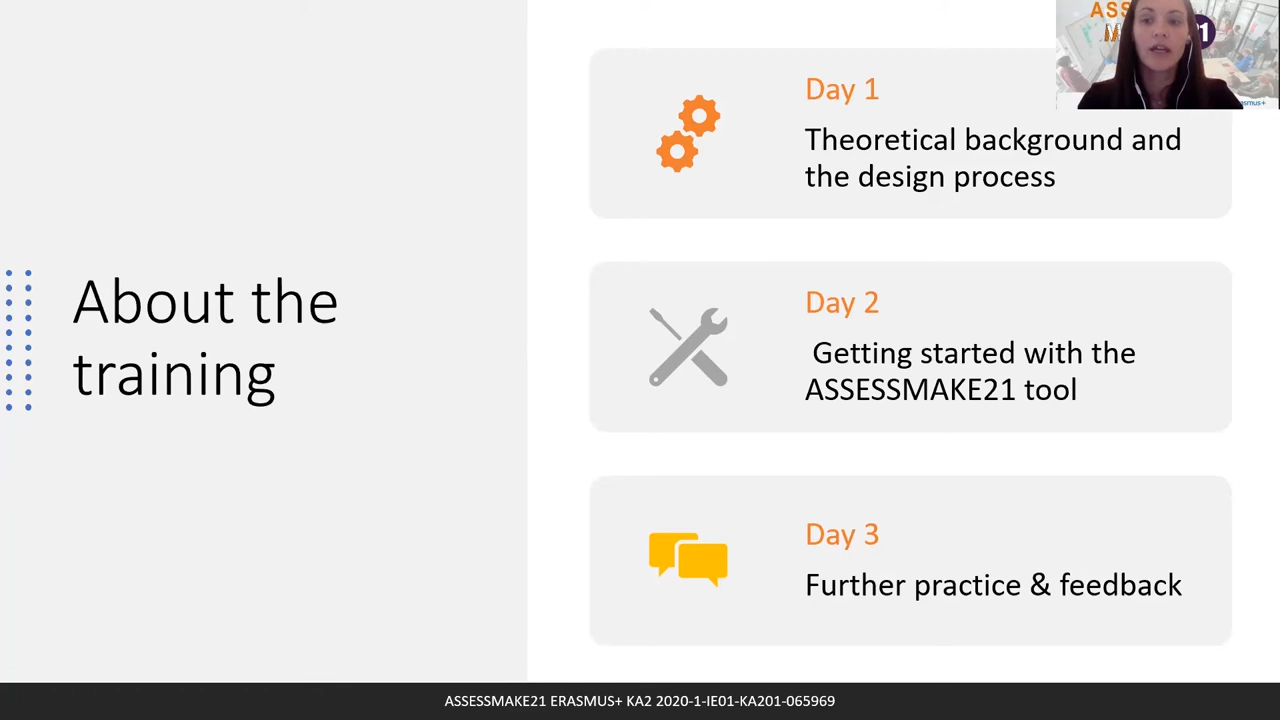 About the
training
Day 1
Theoretical background and
the design process
Day 2
Getting started with the
ASSESSMAKE21 tool
Day 3
Further practice & feedback
ASSESSMAKE21 ERASMUS+ KA2 2020-1-IE01-KA201-065969